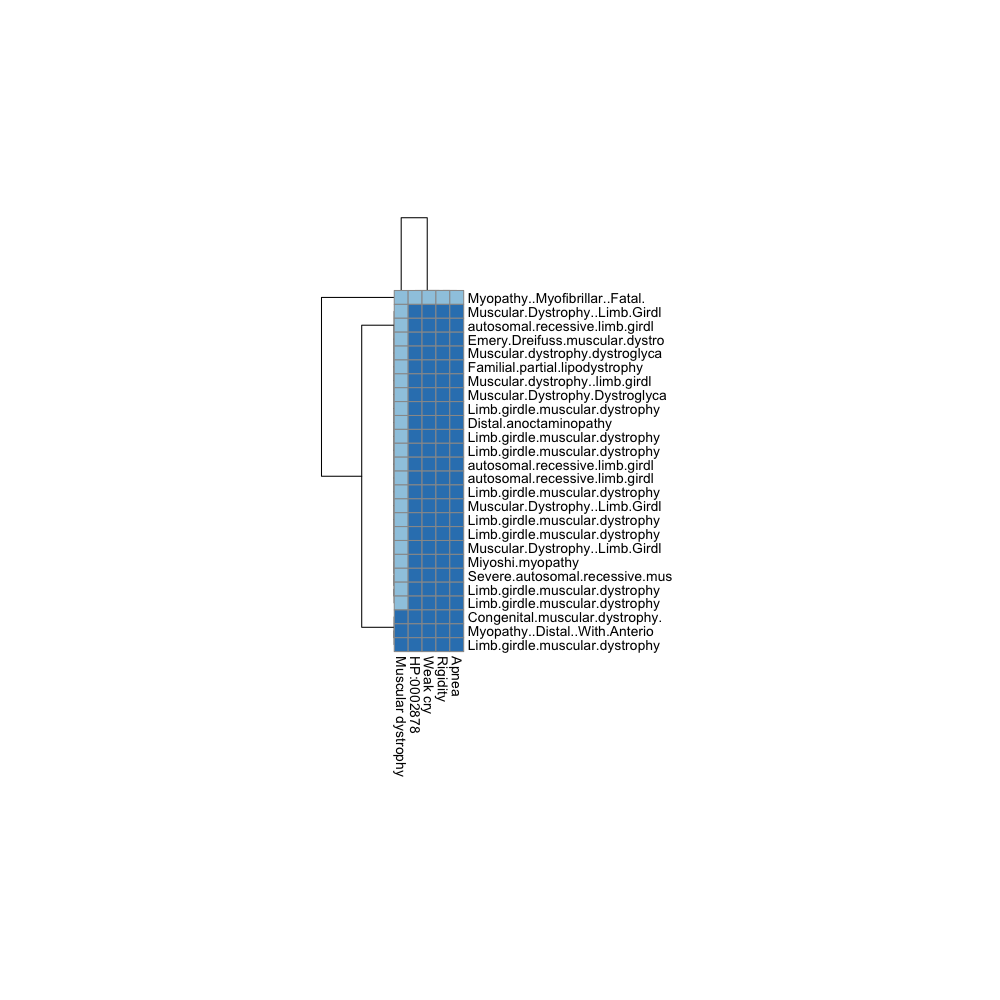 Myopathy..Myofibrillar..Fatal.
Muscular.Dystrophy..Limb.Girdl
autosomal.recessive.limb.girdl
Emery.Dreifuss.muscular.dystro
Muscular.dystrophy.dystroglyca
Familial.partial.lipodystrophy
Muscular.dystrophy..limb.girdl
Muscular.Dystrophy.Dystroglyca
Limb.girdle.muscular.dystrophy
Distal.anoctaminopathy
Limb.girdle.muscular.dystrophy
Limb.girdle.muscular.dystrophy
autosomal.recessive.limb.girdl
autosomal.recessive.limb.girdl
Limb.girdle.muscular.dystrophy
Muscular.Dystrophy..Limb.Girdl
Limb.girdle.muscular.dystrophy
Limb.girdle.muscular.dystrophy
Muscular.Dystrophy..Limb.Girdl
Miyoshi.myopathy
Severe.autosomal.recessive.mus
Limb.girdle.muscular.dystrophy
Limb.girdle.muscular.dystrophy
Congenital.muscular.dystrophy.
Myopathy..Distal..With.Anterio
Limb.girdle.muscular.dystrophy
Muscular dystrophy
HP:0002878
Weak cry
Rigidity
Apnea